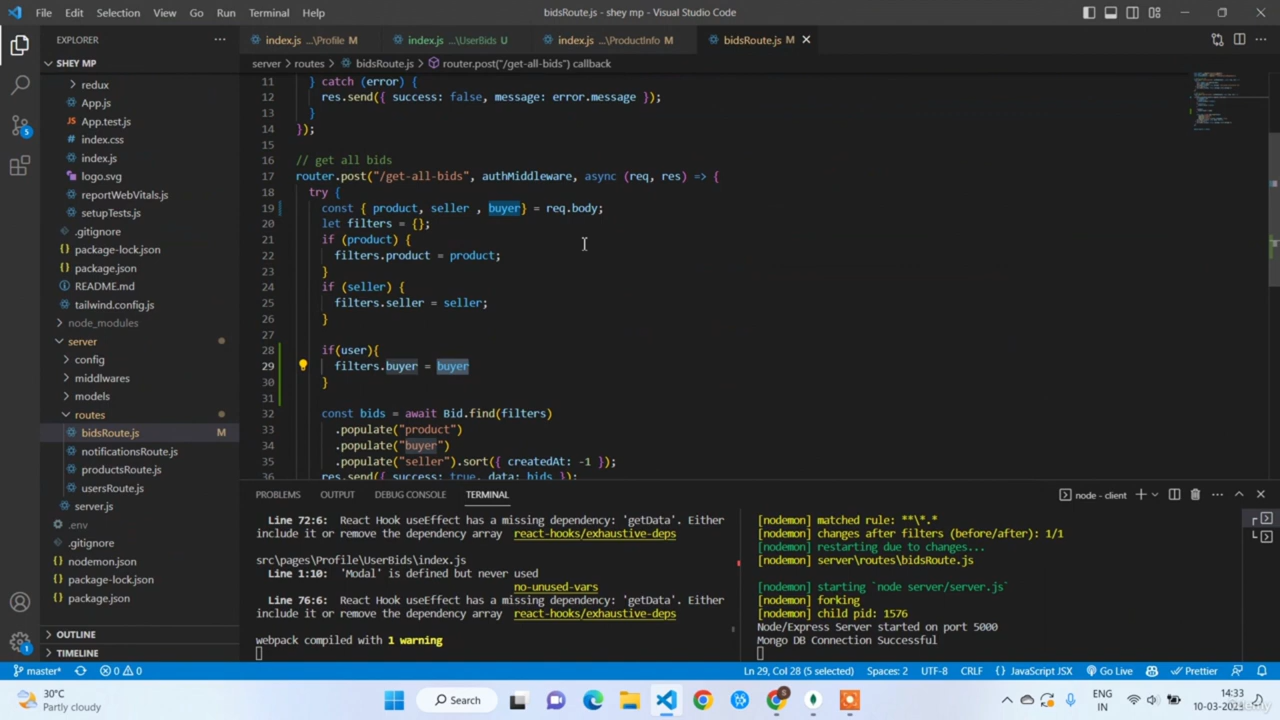 File Edit Selection View Go Run Terminal Help bidsRoute.js - shey mp - Visual Studio Code
EXPLORER ...
index.js ...\Profile M index.js ...\UserBids U index.js ...\ProductInfo M bidsRoute.js M
server > routes > bidsRoute.js > router.post("/get-all-bids") callback
SHEY MP
redux
App.js
App.test.js
index.css
index.js
logo.svg
reportWebVitals.js
setupTests.js
.gitignore
package-lock.json
package.json
README.md
tailwind.config.js
node_modules
server
config
middlwares
models
routes
bidsRoute.js M
notificationsRoute.js
productsRoute.js
usersRoute.js
server.js
.env
.gitignore
nodemon.json
package-lock.json
package.json
OUTLINE
TIMELINE
5
1
11 } catch (error) {
12 res.send({ success: false, message: error.message });
13 }
14 });
15
16 // get all bids
17 router.post("/get-all-bids", authMiddleware, async (req, res) => {
18 try {
19 const { product, seller , buyer} = req.body;
20 let filters = {};
21 if (product) {
22 filters.product = product;
23 }
24 if (seller) {
25 filters.seller = seller;
26 }
27
28 if(user){
29 filters.buyer = buyer
30 }
31
32 const bids = await Bid.find(filters)
33 .populate("product")
34 .populate("buyer")
35 .populate("seller").sort({ createdAt: -1 });
36 res.send({ success: true, data: bids });
PROBLEMS OUTPUT DEBUG CONSOLE TERMINAL node - client
Line 72:6: React Hook useEffect has a missing dependency: 'getData'. Either
include it or remove the dependency array react-hooks/exhaustive-deps
src\pages\Profile\UserBids\index.js
Line 1:10: 'Modal' is defined but never used
no-unused-vars
Line 76:6: React Hook useEffect has a missing dependency: 'getData'. Either
include it or remove the dependency array react-hooks/exhaustive-deps
webpack compiled with 1 warning
[nodemon] matched rule: **\*.*
[nodemon] changes after filters (before/after): 1/1
[nodemon] restarting due to changes...
[nodemon] server\routes\bidsRoute.js
[nodemon] starting `node server/server.js`
[nodemon] forking
[nodemon] child pid: 1576
Node/Express Server started on port 5000
Mongo DB Connection Successful
master* 0 0 Ln 29, Col 28 (5 selected) Spaces: 2 UTF-8 CRLF {} JavaScript JSX Go Live Prettier
30°C
Partly cloudy
Search
ENG
IN
14:33
10-03-2023